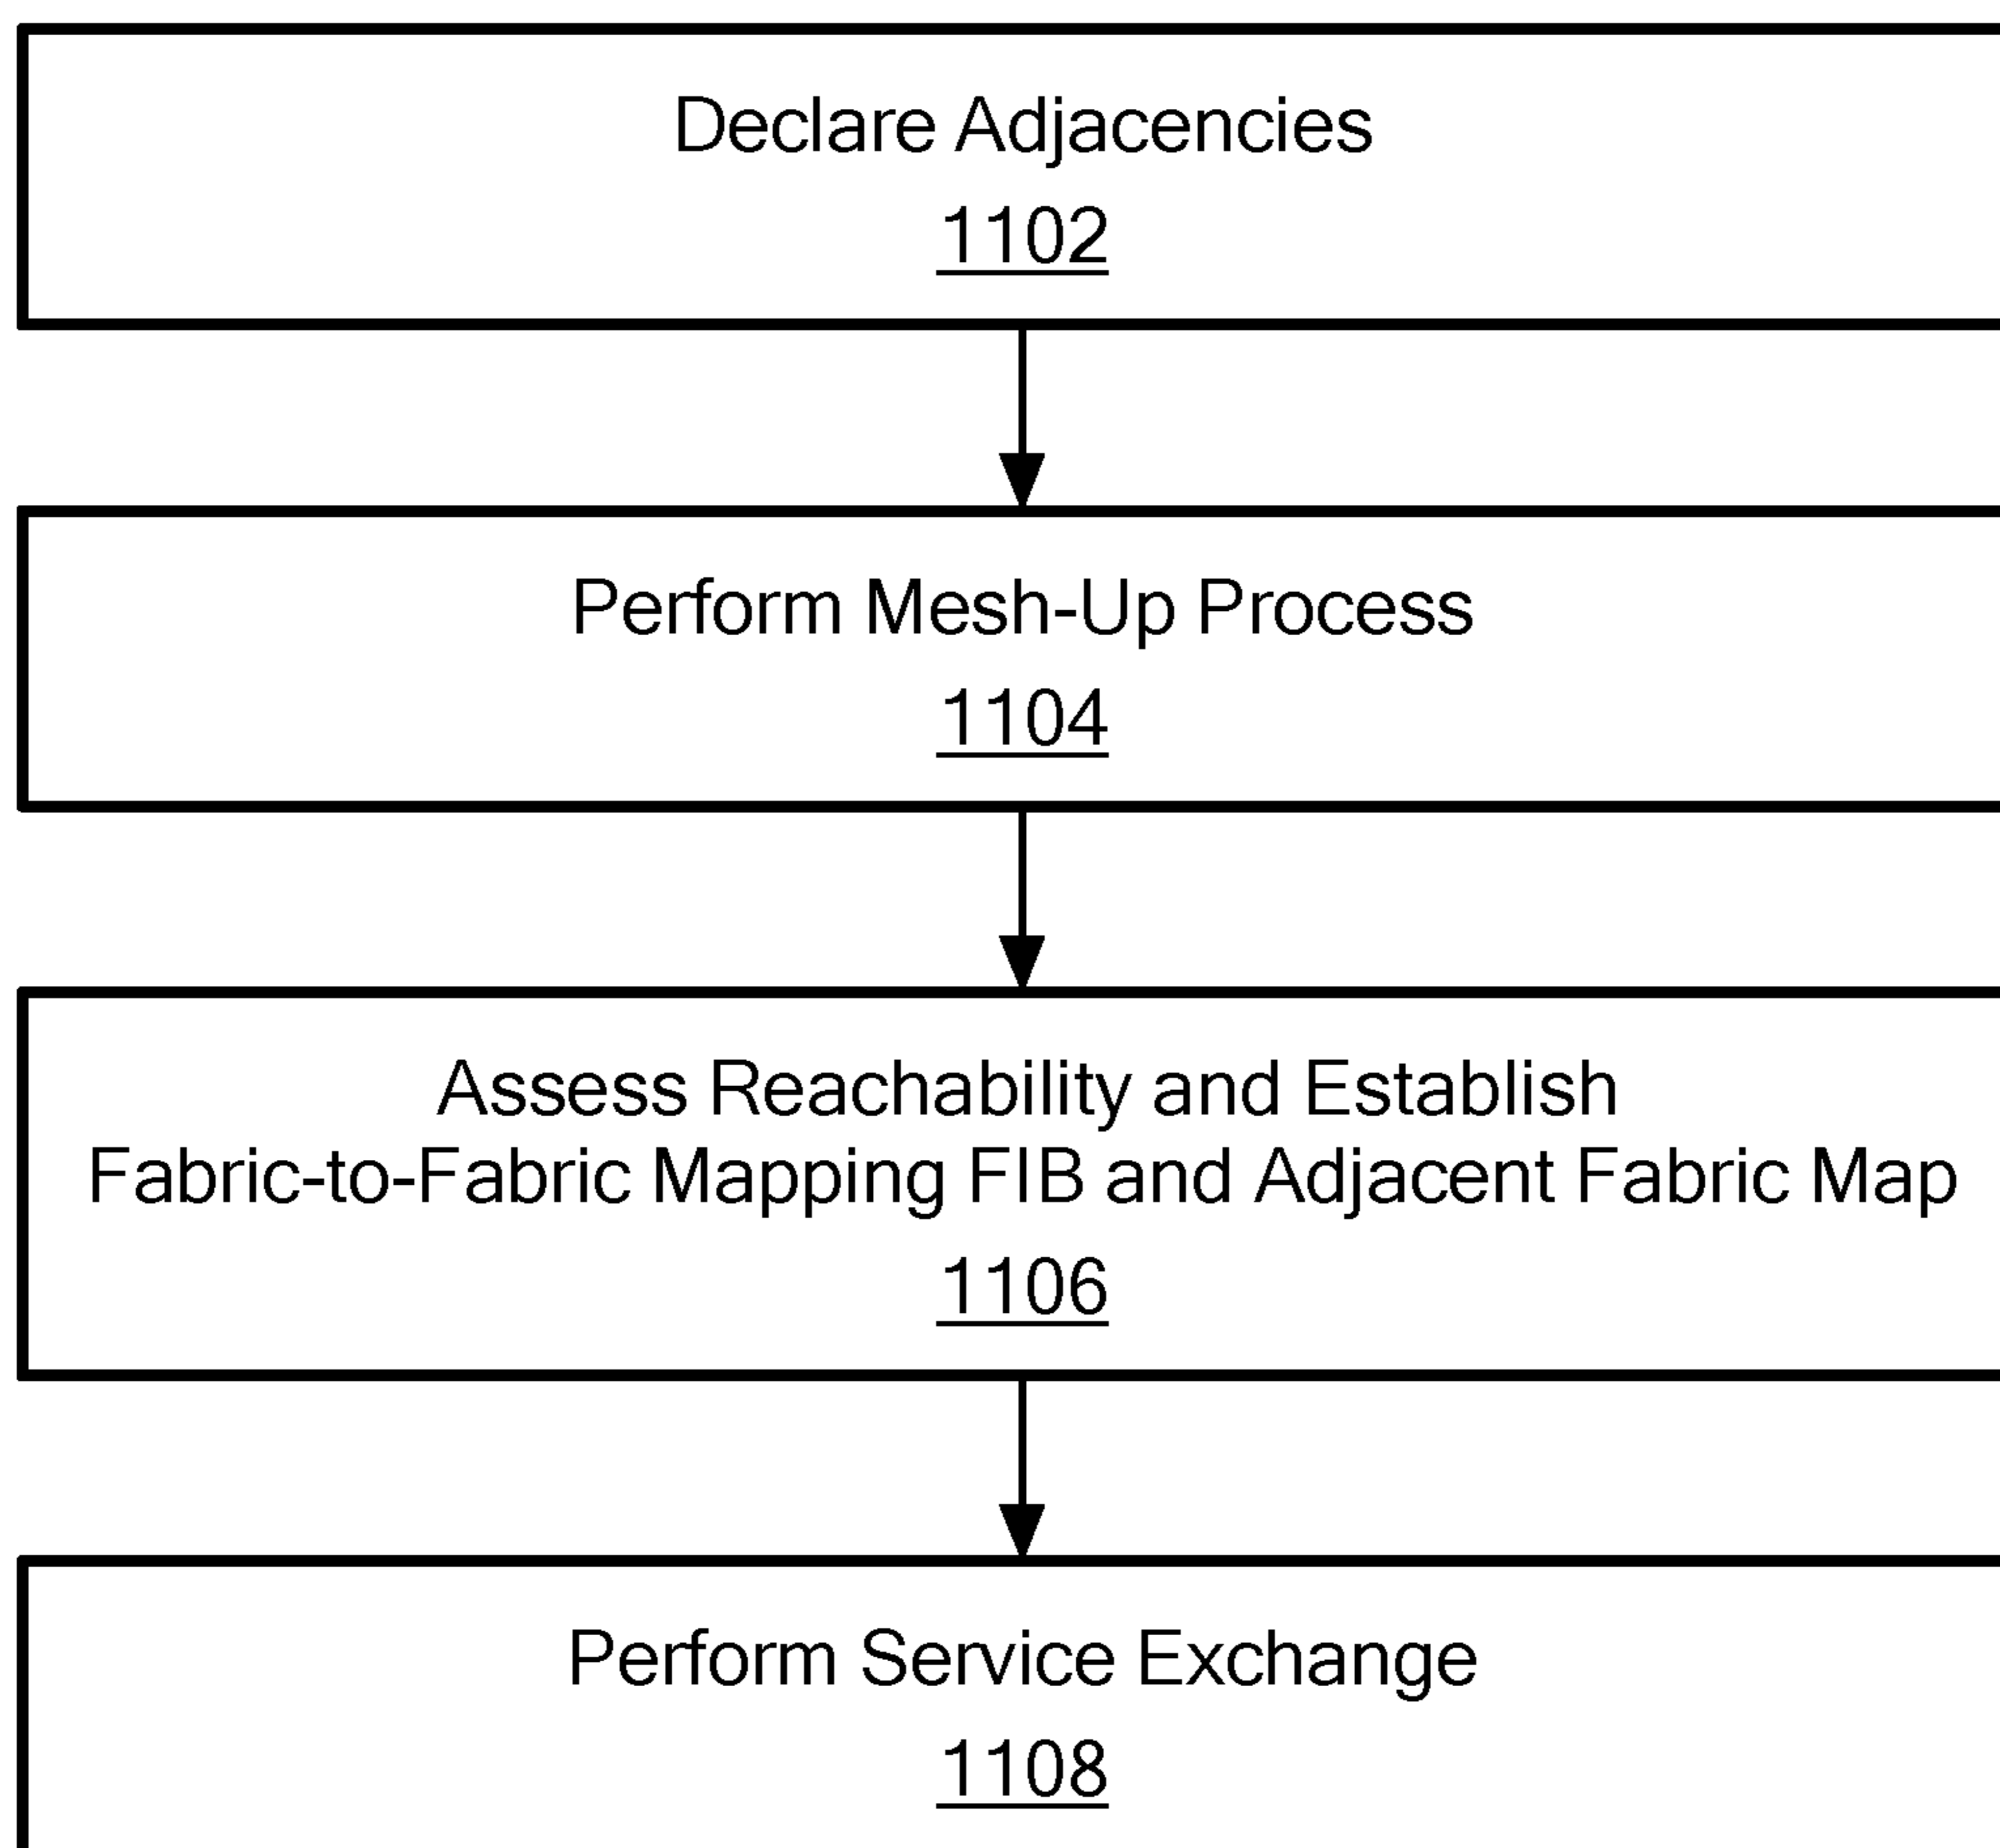 Declare Adjacencies
1102
Perform Mesh-Up Process
1104
Assess Reachability and Establish
Fabric-to-Fabric Mapping FIB and Adjacent Fabric Map
1106
Perform Service Exchange
1108